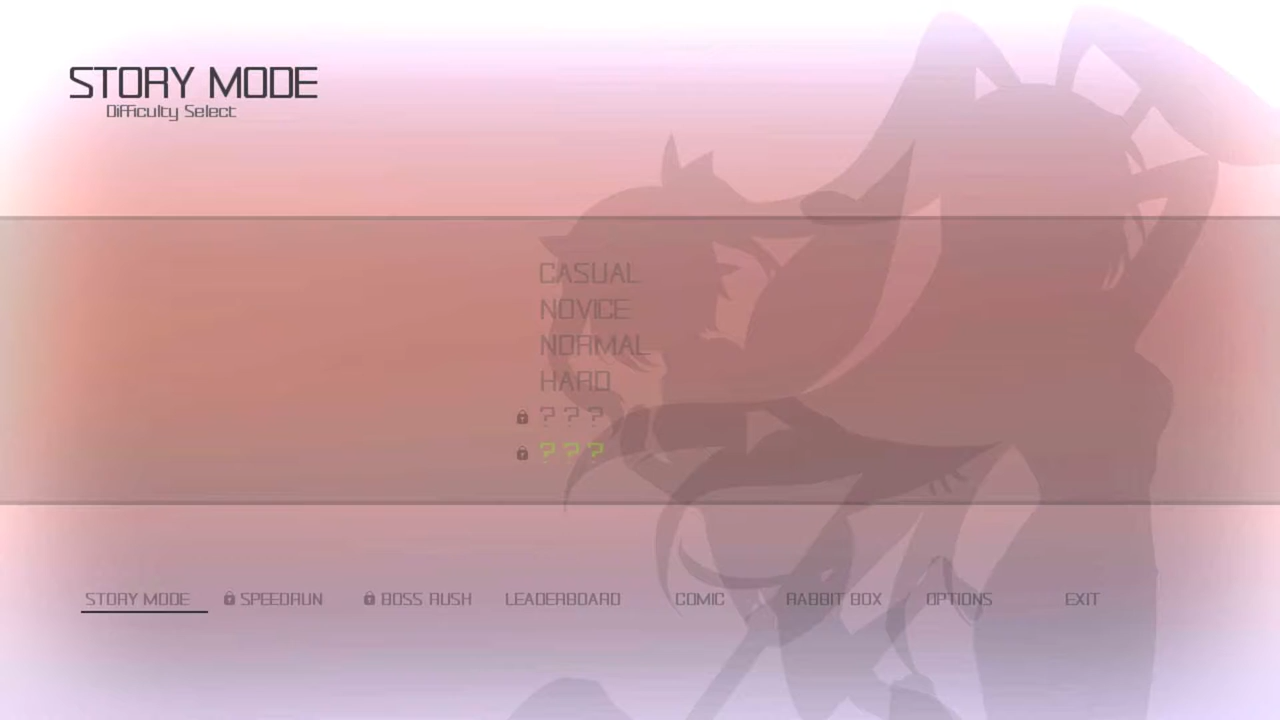 STORY MODE
Difficulty Select
CASUAL
NOVICE
NORMAL
HARD
???
???
STORY MODE SPEEDRUN BOSS RUSH LEADERBOARD COMIC RABBIT BOX OPTIONS EXIT